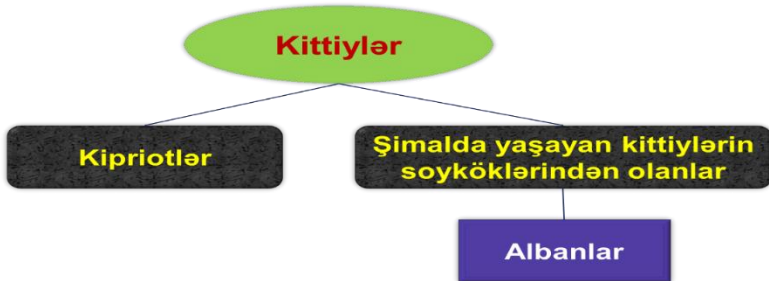 Kittiylər
Kipriotlər
Şimalda yaşayan kittiylərin
soyköklərindən olanlar
Albanlar